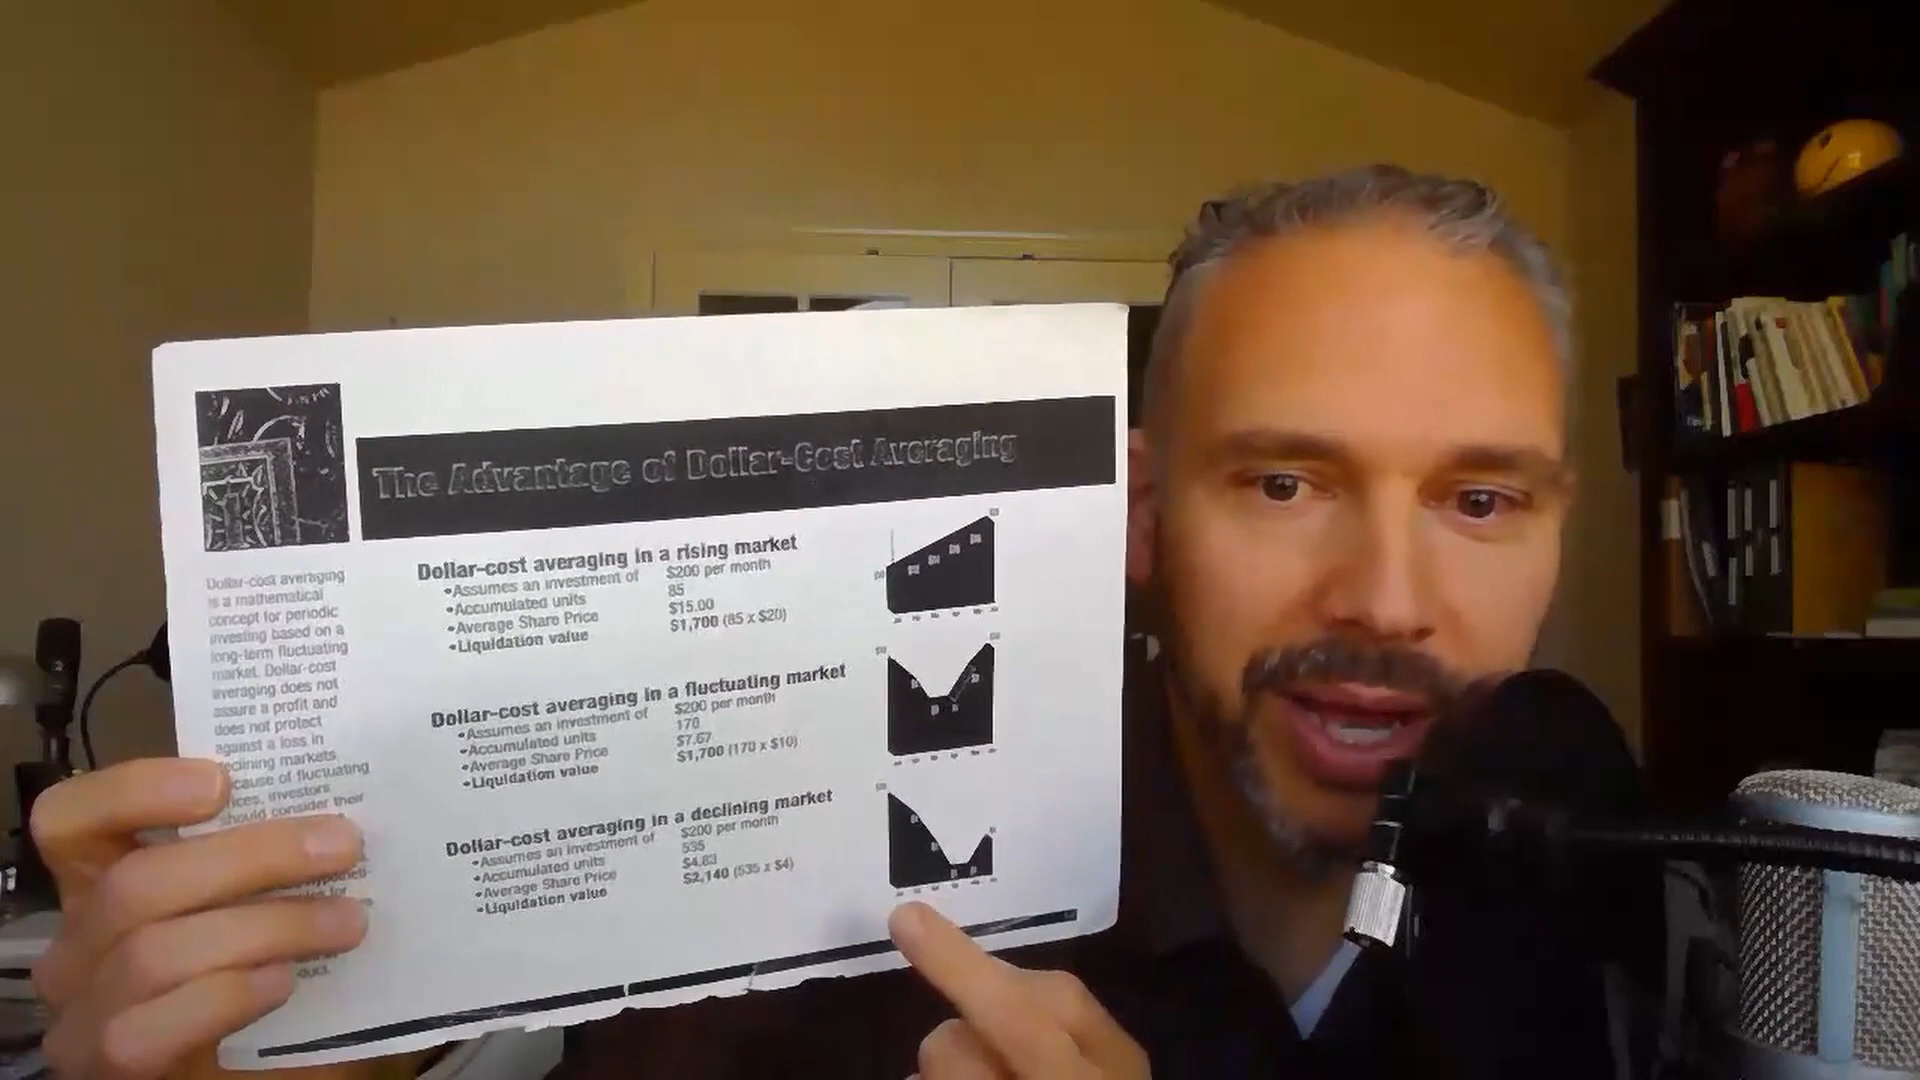 The Advantage of Dollar-Cost Averaging
Dollar-cost averaging
is a mathematical
concept for periodic
investing based on a
long-term fluctuating
market. Dollar-cost
averaging does not
assure a profit and
does not protect
against a loss in
declining markets.
cause of fluctuating
ices, investors
should consider their
for
duct.
Dollar-cost averaging in a rising market
•Assumes an investment of $200 per month
•Accumulated units 85
•Average Share Price $15.00
•Liquidation value $1,700 (85 x $20)
Dollar-cost averaging in a fluctuating market
•Assumes an investment of $200 per month
•Accumulated units 170
•Average Share Price $7.67
•Liquidation value $1,700 (170 x $10)
Dollar-cost averaging in a declining market
•Assumes an investment of $200 per month
•Accumulated units 535
•Average Share Price $4.83
•Liquidation value $2,140 (535 x $4)